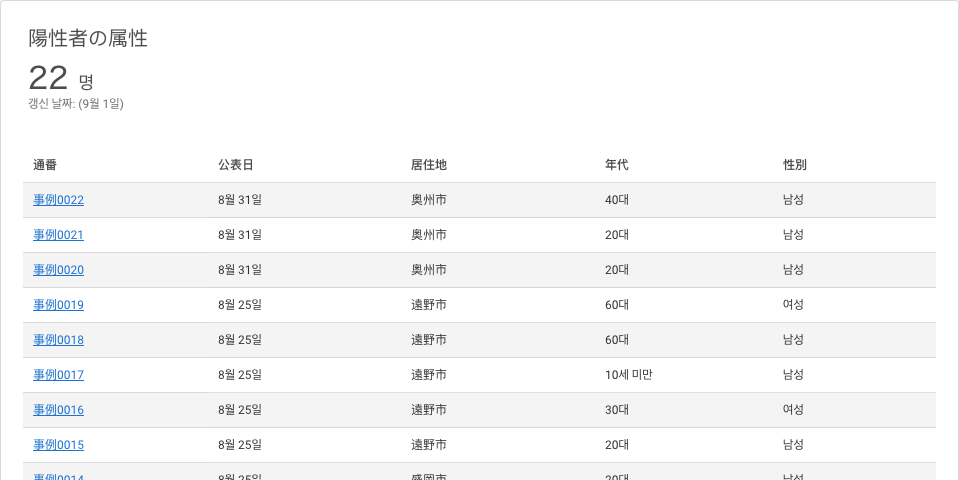 陽性者の属性
22 명
갱신 날짜: (9월 1일)
通番 公表日 居住地 年代 性別
事例0022 8월 31일 奥州市 40대 남성
事例0021 8월 31일 奥州市 20대 남성
事例0020 8월 31일 奥州市 20대 남성
事例0019 8월 25일 遠野市 60대 여성
事例0018 8월 25일 遠野市 60대 남성
事例0017 8월 25일 遠野市 10세 미만 남성
事例0016 8월 25일 遠野市 30대 여성
事例0015 8월 25일 遠野市 20대 남성
事例0014 8월 25일 盛岡市 20대 남성